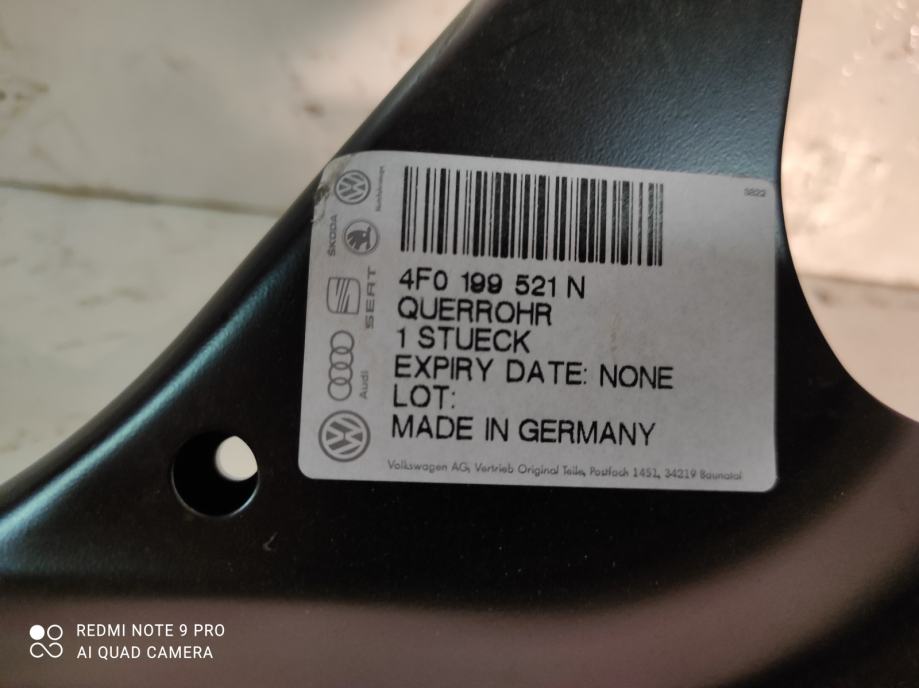 5822
4F0 199 521 N
QUERROHR
1 STUECK
EXPIRY DATE: NONE
LOT:
MADE IN GERMANY
Volkswagen AG, Vertrieb Original Teile, Postfach 1451, 34219 Baunatal
ŠKODA
SEAT
Audi
REDMI NOTE 9 PRO
AI QUAD CAMERA